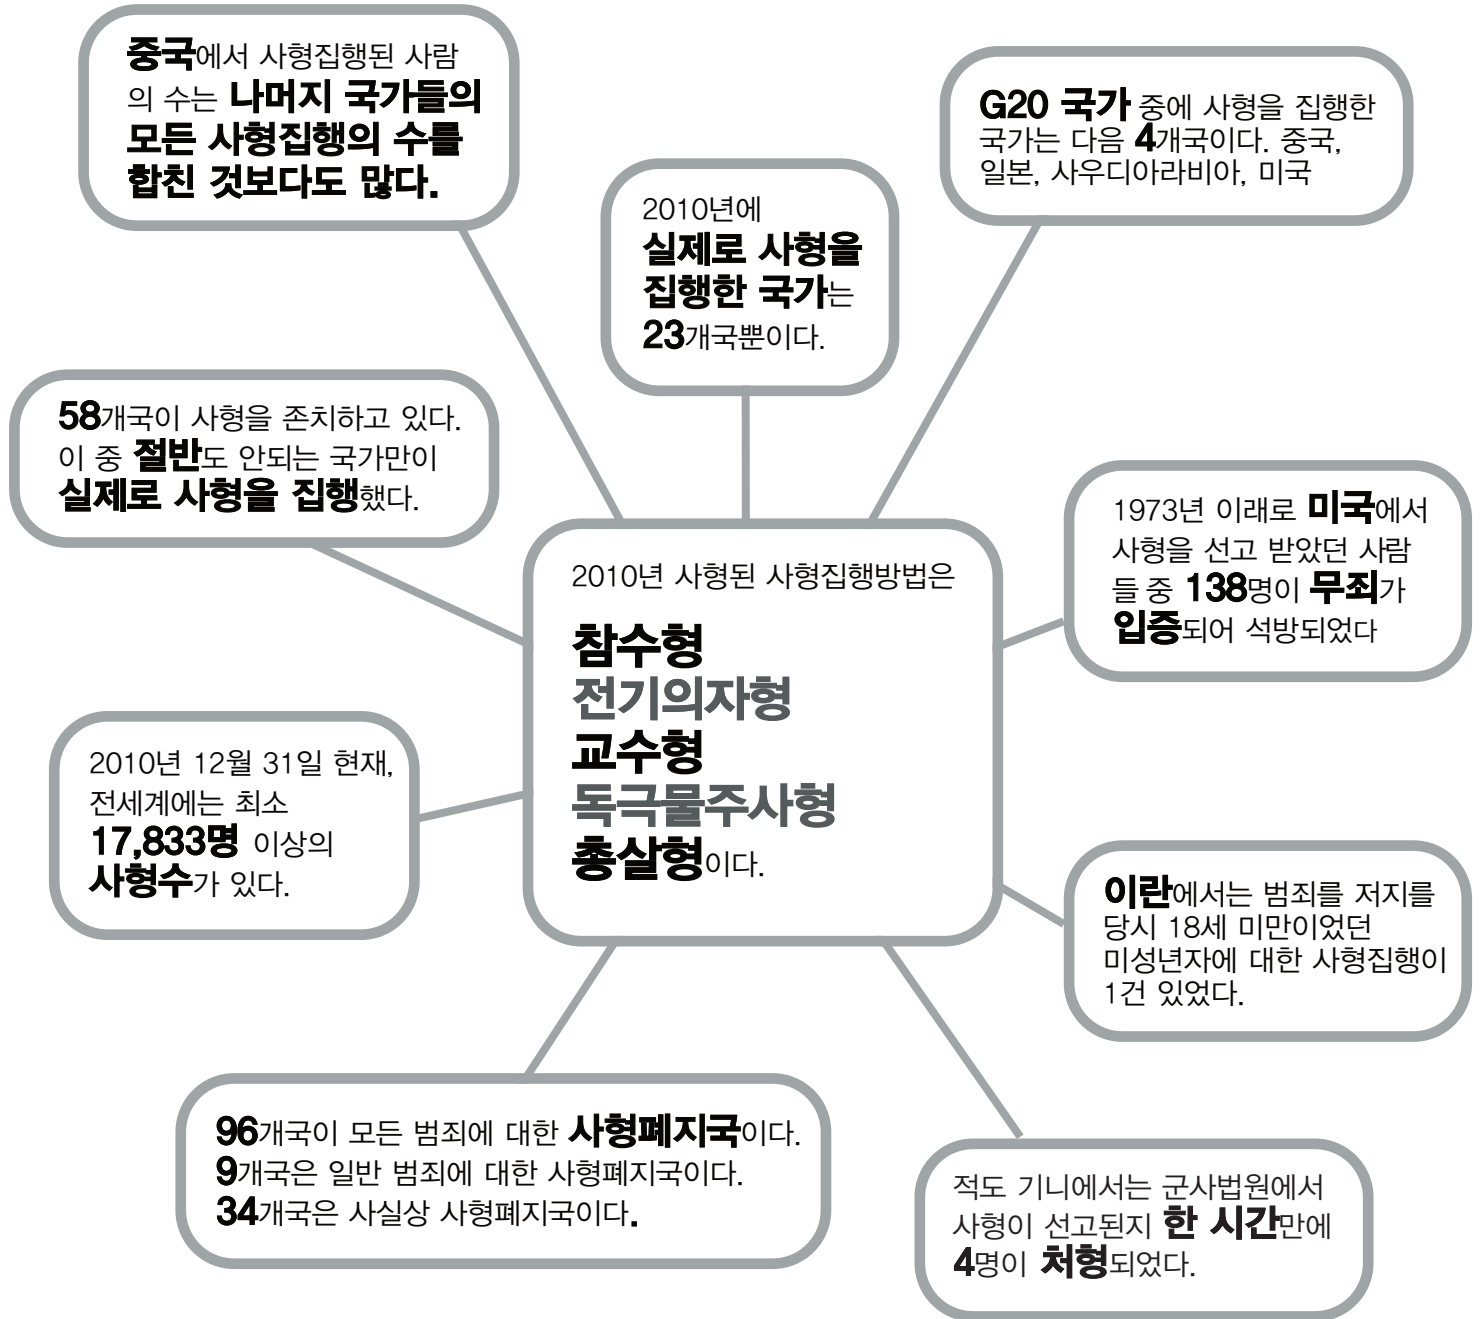 중국에서 사형집행된 사람
의 수는 나머지 국가들의
모든 사형집행의 수를
합친 것보다도 많다.
2010년에
실제로 사형을
집행한 국가는
23개국뿐이다.
G20 국가 중에 사형을 집행한
국가는 다음 4개국이다. 중국,
일본, 사우디아라비아, 미국
58개국이 사형을 존치하고 있다.
이 중 절반도 안되는 국가만이
실제로 사형을 집행했다.
1973년 이래로 미국에서
사형을 선고 받았던 사람
들 중 138명이 무죄가
입증되어 석방되었다
2010년 사형된 사형집행방법은
참수형
전기의자형
교수형
독극물주사형
총살형이다.
2010년 12월 31일 현재,
전세계에는 최소
17,833명 이상의
사형수가 있다.
이란에서는 범죄를 저지를
당시 18세 미만이었던
미성년자에 대한 사형집행이
1건 있었다.
96개국이 모든 범죄에 대한 사형폐지국이다.
9개국은 일반 범죄에 대한 사형폐지국이다.
34개국은 사실상 사형폐지국이다.
적도 기니에서는 군사법원에서
사형이 선고된지 한 시간만에
4명이 처형되었다.